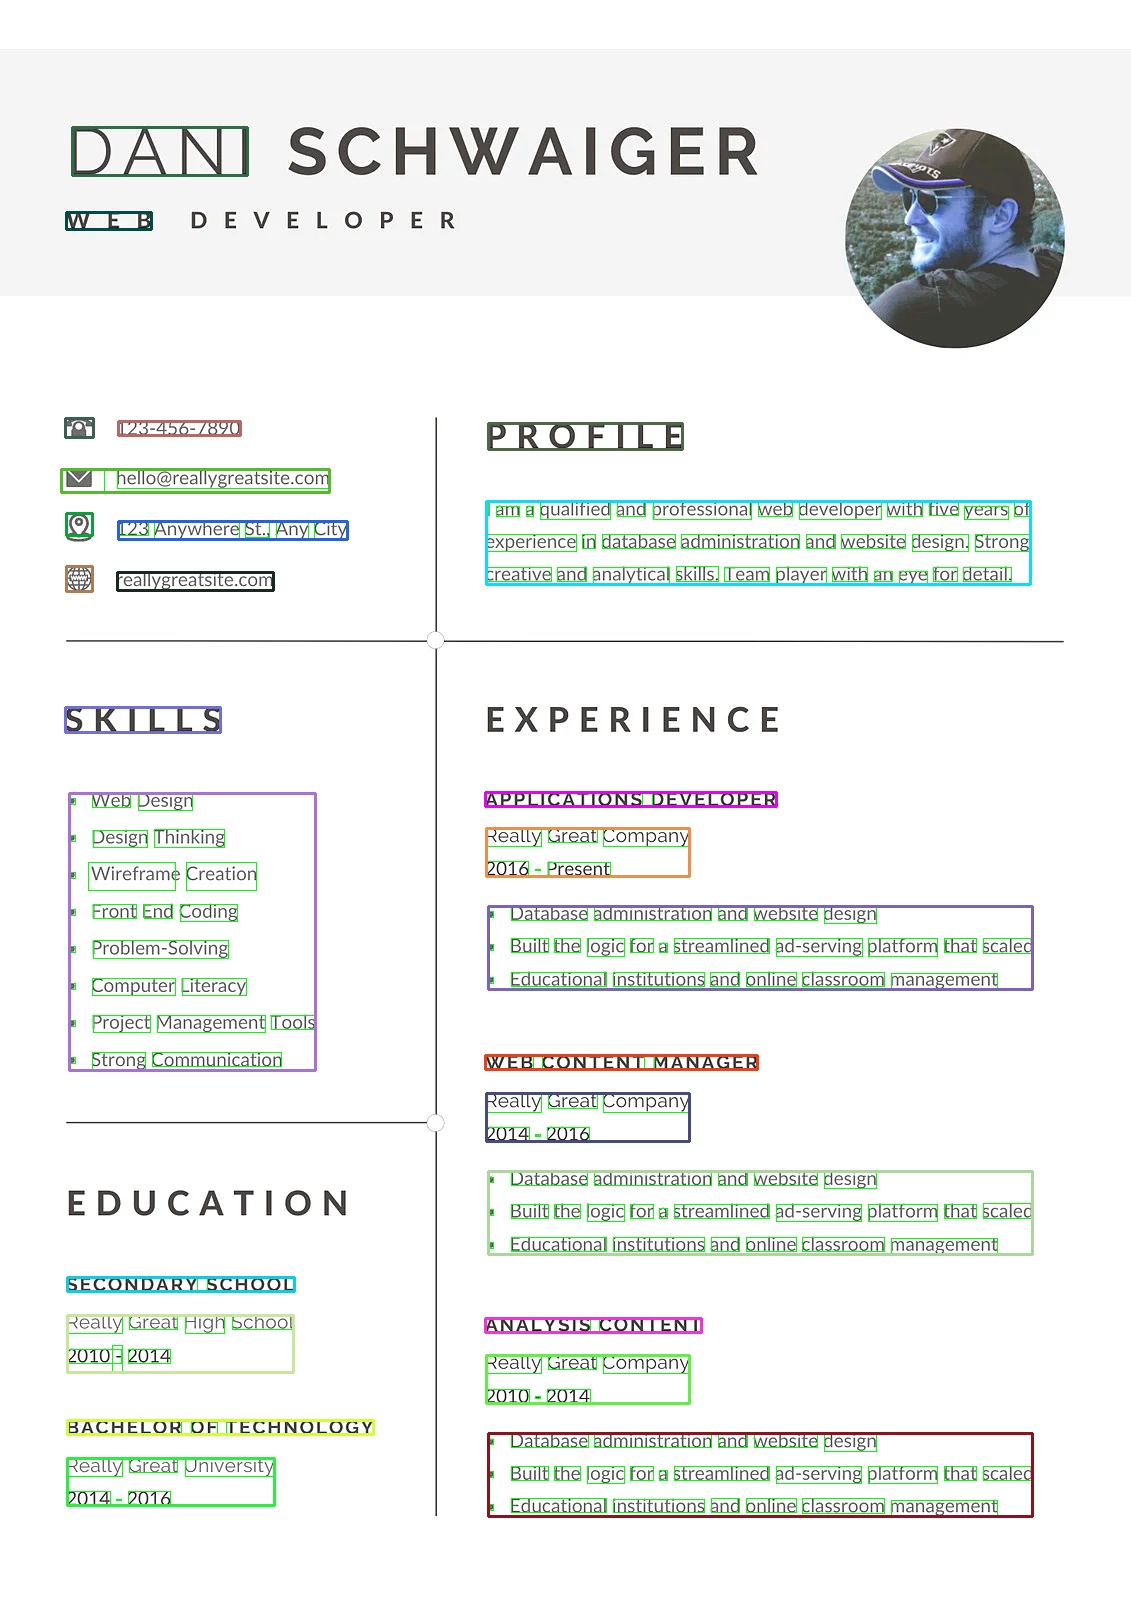 DANI SCHWAIGER
WEB DEVELOPER
123-456-7890
hello@reallygreatsite.com
123 Anywhere St., Any City
reallygreatsite.com
PROFILE
I am a qualified and professional web developer with five years of
experience in database administration and website design. Strong
creative and analytical skills. Team player with an eye for detail.
SKILLS
• Web Design
• Design Thinking
• Wireframe Creation
• Front End Coding
• Problem-Solving
• Computer Literacy
• Project Management Tools
• Strong Communication
EDUCATION
SECONDARY SCHOOL
Really Great High School
2010 - 2014
BACHELOR OF TECHNOLOGY
Really Great University
2014 - 2016
EXPERIENCE
APPLICATIONS DEVELOPER
Really Great Company
2016 - Present
• Database administration and website design
• Built the logic for a streamlined ad-serving platform that scaled
• Educational institutions and online classroom management
WEB CONTENT MANAGER
Really Great Company
2014 - 2016
• Database administration and website design
• Built the logic for a streamlined ad-serving platform that scaled
• Educational institutions and online classroom management
ANALYSIS CONTENT
Really Great Company
2010 - 2014
• Database administration and website design
• Built the logic for a streamlined ad-serving platform that scaled
• Educational institutions and online classroom management